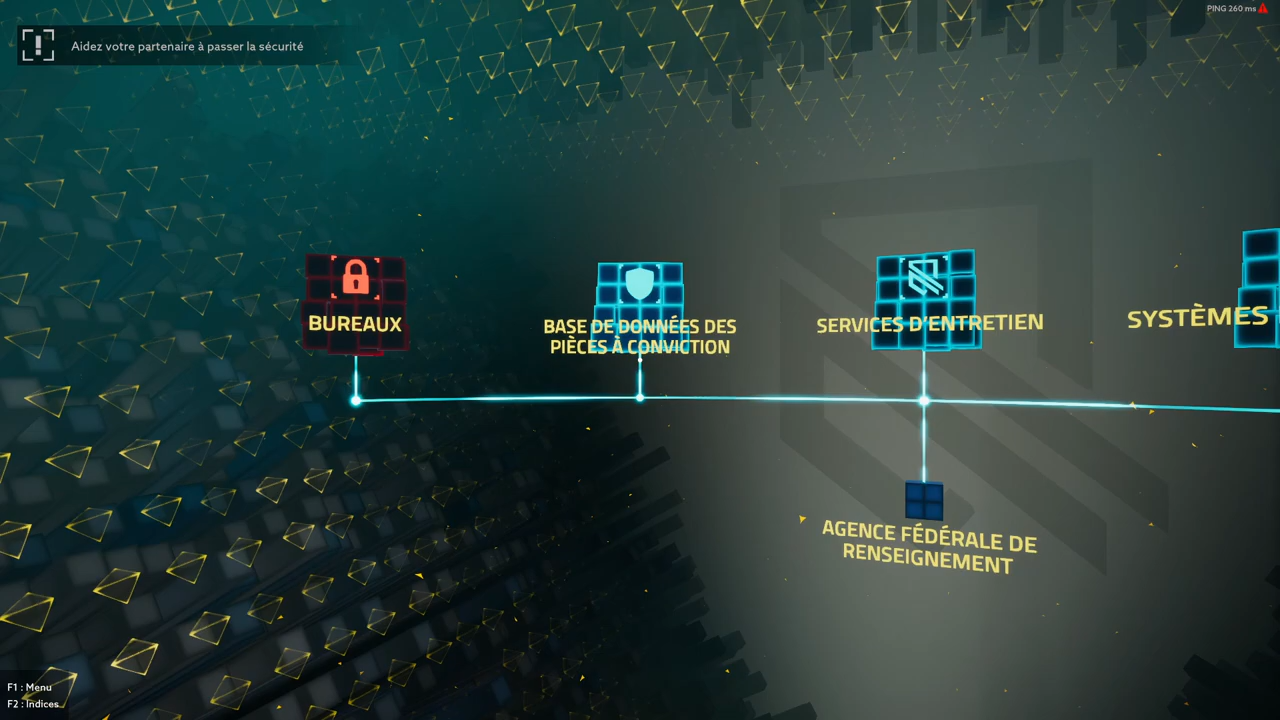 PING 260 ms
Aidez votre partenaire à passer la sécurité
BUREAUX
BASE DE DONNÉES DES
PIÈCES À CONVICTION
SERVICES D'ENTRETIEN
SYSTÈMES
AGENCE FÉDÉRALE DE
RENSEIGNEMENT
F1 : Menu
F2 : Indices